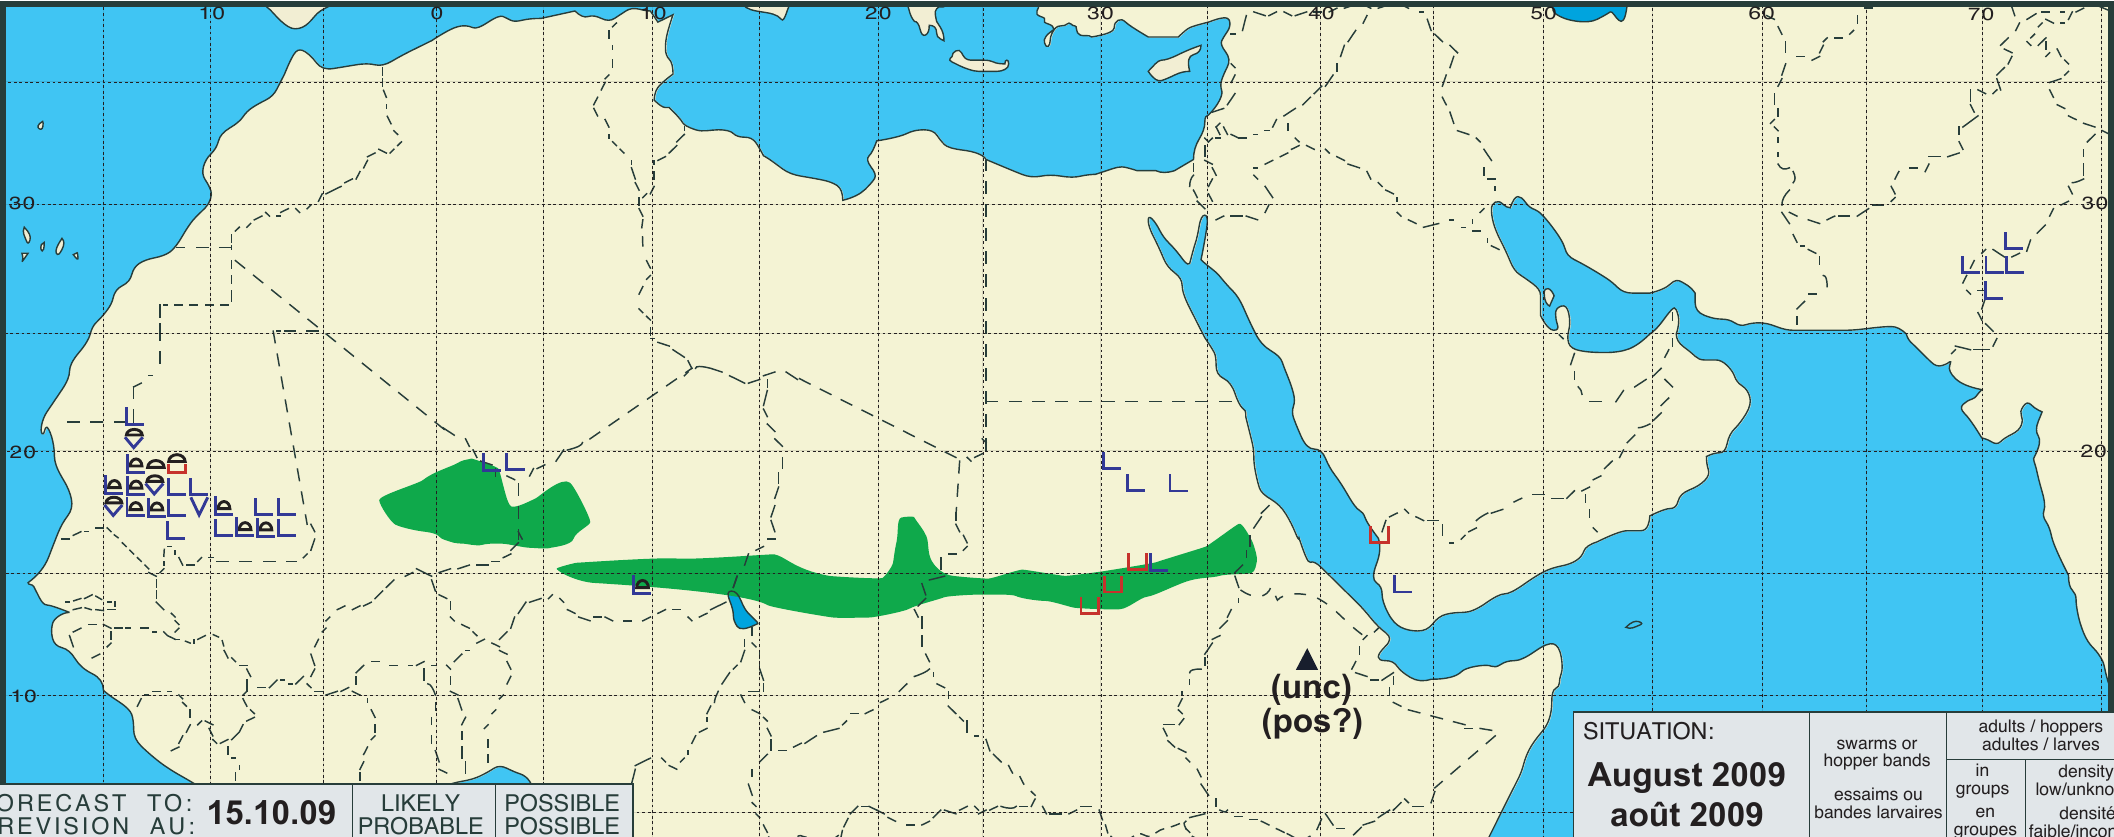 10 0 10 20 30 40 50 60 70
30 30
20 20
10
(unc)
(pos?)
ORECAST TO:
REVISION AU:
15.10.09
LIKELY
PROBABLE
POSSIBLE
POSSIBLE
SITUATION:
August 2009
août 2009
swarms or
hopper bands
essaims ou
bandes larvaires
adults / hoppers
adultes / larves
in
groups
en
groupes
density
low/unkno
densité
faible/incor